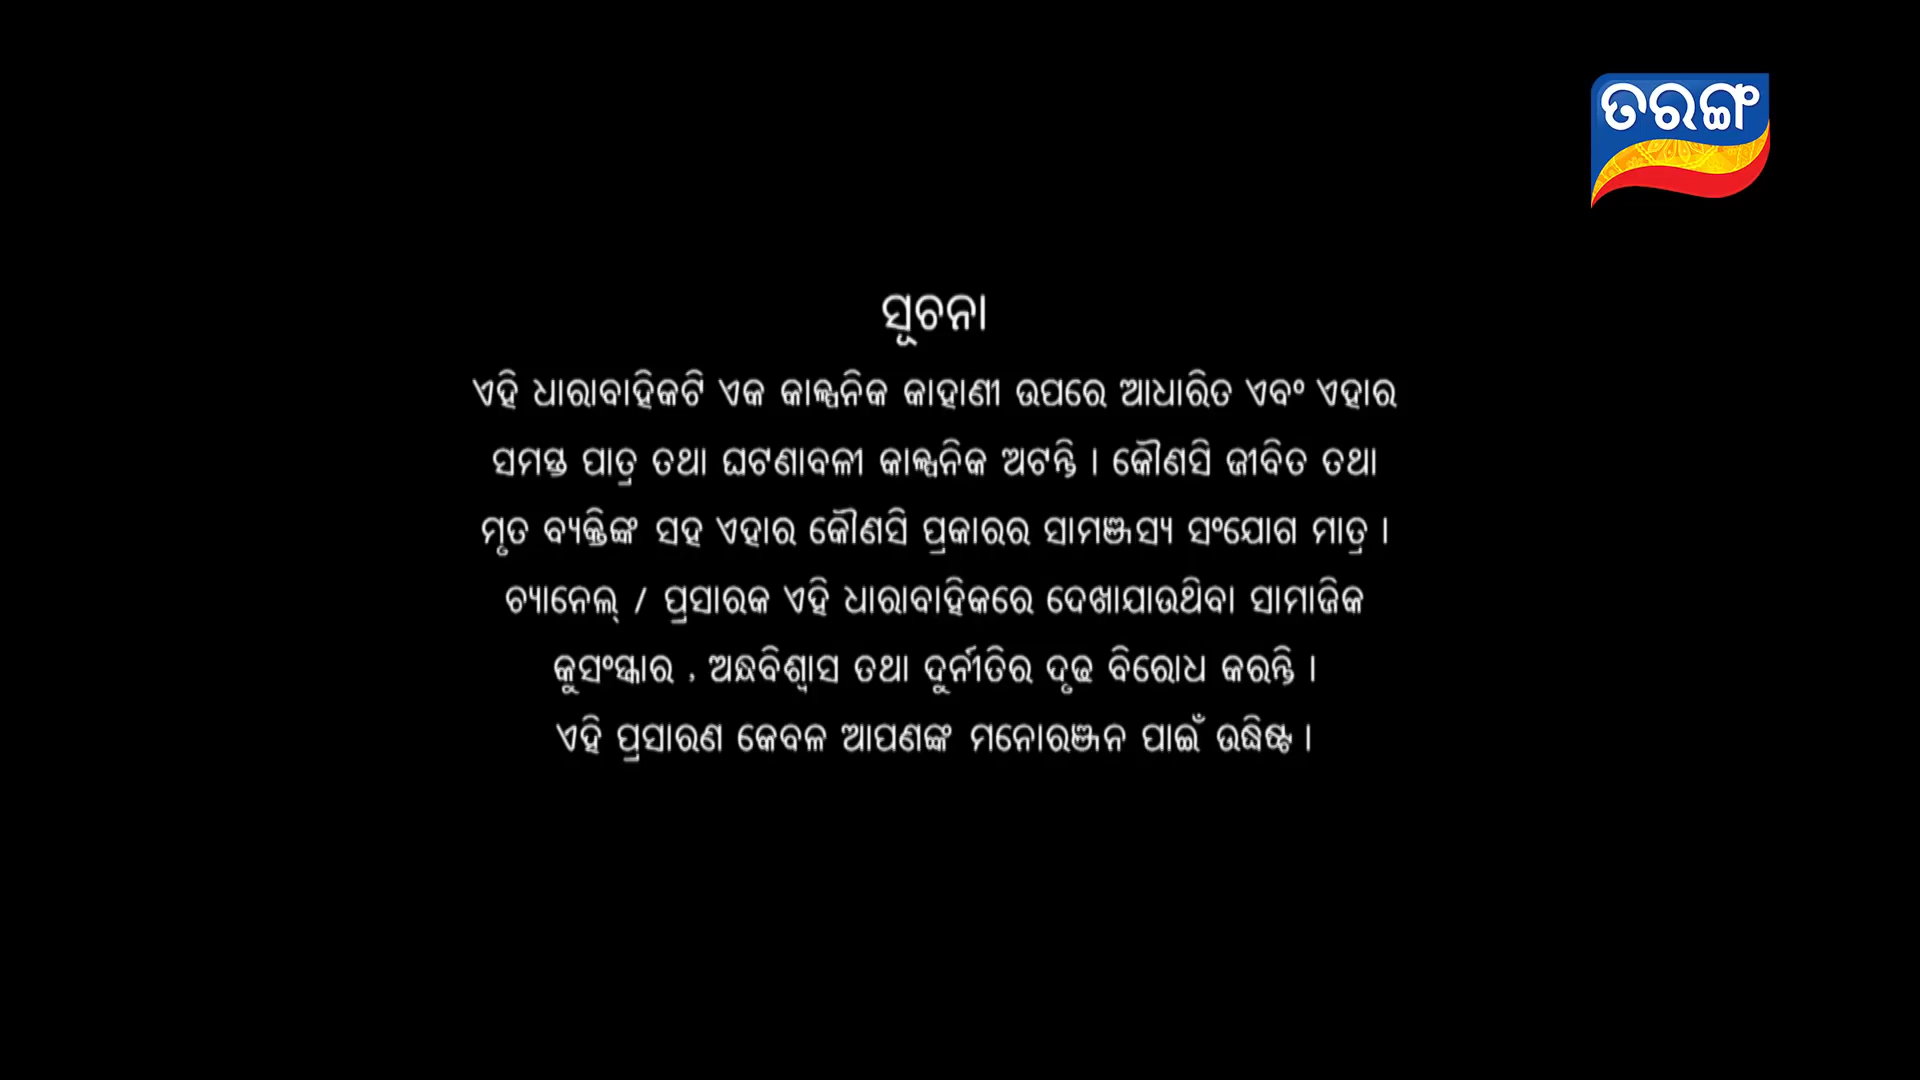 ତରଙ୍ଗ
ସୂଚନା
ଏହି ଧାରାବାହିକଟି ଏକ କାଳ୍ପନିକ କାହାଣୀ ଉପରେ ଆଧାରିତ ଏବଂ ଏହାର
ସମସ୍ତ ପାତ୍ର ତଥା ଘଟଣାବଳୀ କାଳ୍ପନିକ ଅଟନ୍ତି । କୌଣସି ଜୀବିତ ତଥା
ମୃତ ବ୍ୟକ୍ତିଙ୍କ ସହ ଏହାର କୌଣସି ପ୍ରକାରର ସାମଞ୍ଜସ୍ୟ ସଂଯୋଗ ମାତ୍ର ।
ଚ୍ୟାନେଲ୍ / ପ୍ରସାରକ ଏହି ଧାରାବାହିକରେ ଦେଖାଯାଉଥିବା ସାମାଜିକ
କୁସଂସ୍କାର , ଅନ୍ଧବିଶ୍ୱାସ ତଥା ଦୁର୍ନୀତିର ଦୃଢ ବିରୋଧ କରନ୍ତି ।
ଏହି ପ୍ରସାରଣ କେବଳ ଆପଣଙ୍କ ମନୋରଞ୍ଜନ ପାଇଁ ଉଦ୍ଧିଷ୍ଟ ।